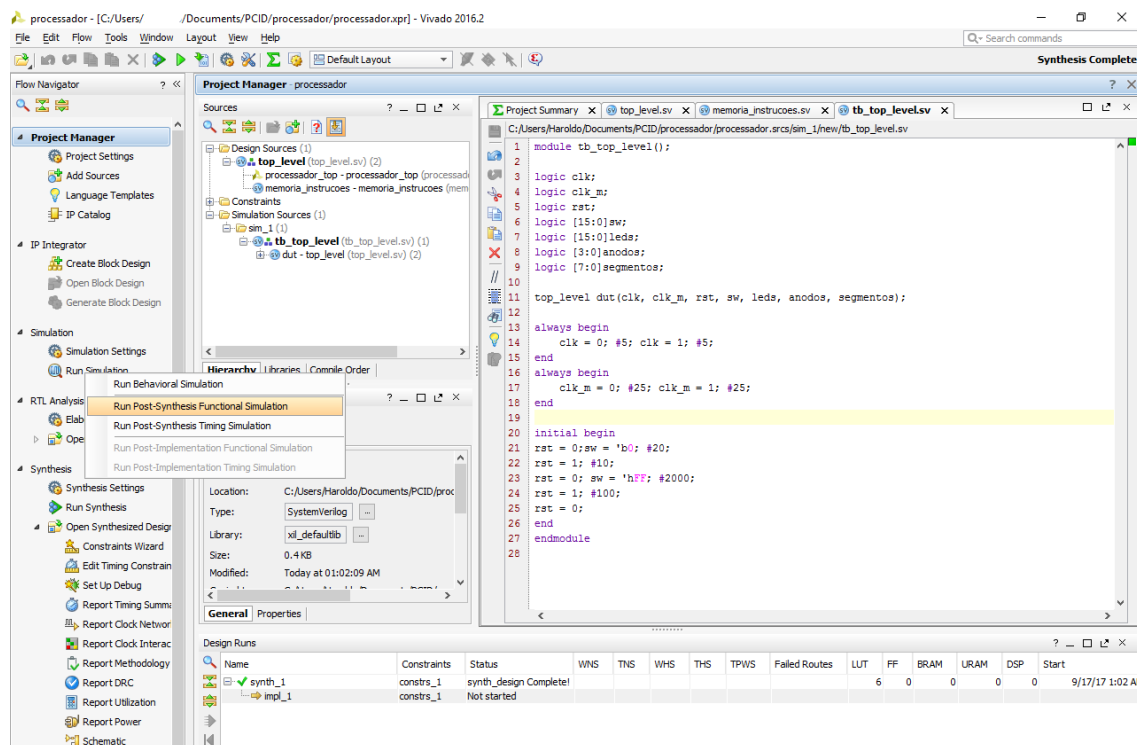 processador - [C:/Users/ /Documents/PCID/processador/processador.xpr] - Vivado 2016.2
File Edit Flow Tools Window Layout View Help
Search commands
Default Layout
Synthesis Complete
Flow Navigator
Project Manager
Project Settings
Add Sources
Language Templates
IP Catalog
IP Integrator
Create Block Design
Open Block Design
Generate Block Design
Simulation
Simulation Settings
Run Simulation
Run Behavioral Simulation
Run Post-Synthesis Functional Simulation
Run Post-Synthesis Timing Simulation
Run Post-Implementation Functional Simulation
Run Post-Implementation Timing Simulation
RTL Analysis
Elab
Ope
Synthesis
Synthesis Settings
Run Synthesis
Open Synthesized Design
Constraints Wizard
Edit Timing Constrain
Set Up Debug
Report Timing Summa
Report Clock Networ
Report Clock Interac
Report Methodology
Report DRC
Report Utilization
Report Power
Schematic
Project Manager - processador
Sources
Design Sources (1)
top_level (top_level.sv) (2)
processador_top - processador_top (processad
memoria_instrucoes - memoria_instrucoes (mem
Constraints
Simulation Sources (1)
sim_1 (1)
tb_top_level (tb_top_level.sv) (1)
dut - top_level (top_level.sv) (2)
Hierarchy Libraries Compile Order
Location: C:/Users/Haroldo/Documents/PCID/proc
Type: SystemVerilog ...
Library: xil_defaultlib ...
Size: 0.4 KB
Modified: Today at 01:02:09 AM
General Properties
Project Summary top_level.sv memoria_instrucoes.sv tb_top_level.sv
C:/Users/Haroldo/Documents/PCID/processador/processador.srcs/sim_1/new/tb_top_level.sv
1 module tb_top_level();
2
3 logic clk;
4 logic clk_m;
5 logic rst;
6 logic [15:0]sw;
7 logic [15:0]leds;
8 logic [3:0]anodos;
9 logic [7:0]segmentos;
10
11 top_level dut(clk, clk_m, rst, sw, leds, anodos, segmentos);
12
13 always begin
14 clk = 0; #5; clk = 1; #5;
15 end
16 always begin
17 clk_m = 0; #25; clk_m = 1; #25;
18 end
19
20 initial begin
21 rst = 0;sw = 'b0; #20;
22 rst = 1; #10;
23 rst = 0; sw = 'hFF; #2000;
24 rst = 1; #100;
25 rst = 0;
26 end
27 endmodule
28
Design Runs
Name Constraints Status WNS TNS WHS THS TPWS Failed Routes LUT FF BRAM URAM DSP Start
synth_1 constrs_1 synth_design Complete! 6 0 0 0 0 9/17/17 1:02 A
impl_1 constrs_1 Not started